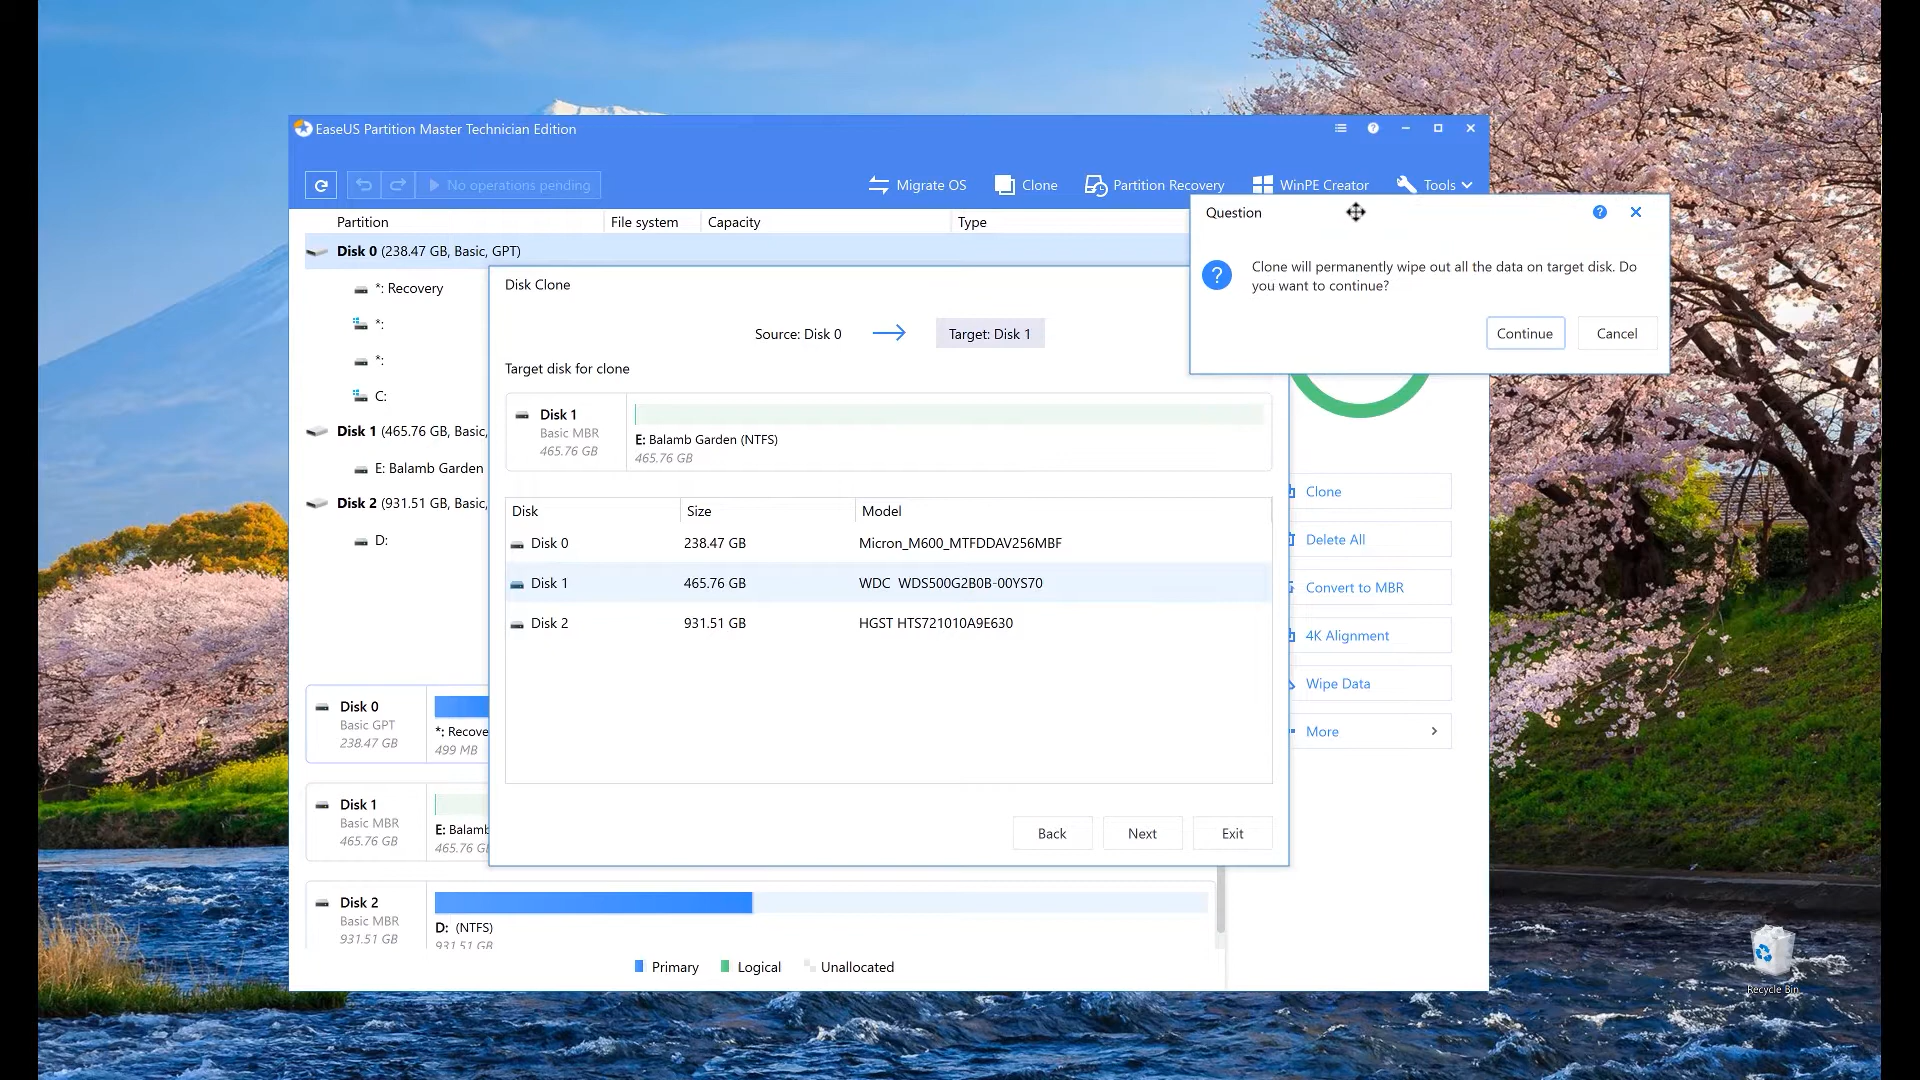 EaseUS Partition Master Technician Edition
No operations pending
Migrate OS
Clone
Partition Recovery
WinPE Creator
Tools
Partition
File system
Capacity
Type
Disk 0 (238.47 GB, Basic, GPT)
*: Recovery
*:
*:
C:
Disk 1 (465.76 GB, Basic,
E: Balamb Garden
Disk 2 (931.51 GB, Basic,
D:
Question
?
?
Clone will permanently wipe out all the data on target disk. Do
you want to continue?
Continue
Cancel
Disk Clone
Source: Disk 0
Target: Disk 1
Target disk for clone
Disk 1
Basic MBR
465.76 GB
E: Balamb Garden (NTFS)
465.76 GB
Disk Size Model
Disk 0 238.47 GB Micron_M600_MTFDDAV256MBF
Disk 1 465.76 GB WDC WDS500G2B0B-00YS70
Disk 2 931.51 GB HGST HTS721010A9E630
Back
Next
Exit
Clone
Delete All
Convert to MBR
4K Alignment
Wipe Data
More
Disk 0
Basic GPT
238.47 GB
*: Recove
499 MB
Disk 1
Basic MBR
465.76 GB
E: Balamb
465.76 GB
Disk 2
Basic MBR
931.51 GB
D: (NTFS)
931.51 GB
Primary
Logical
Unallocated
Recycle Bin